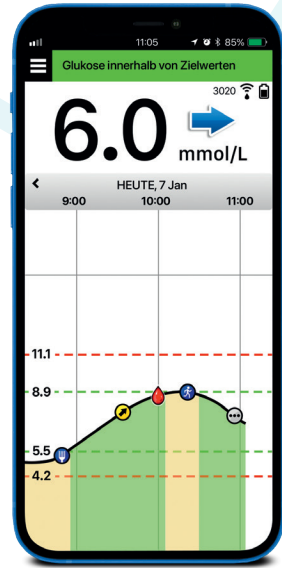 11:05
85%
Glukose innerhalb von Zielwerten
3020
6.0
mmol/L
HEUTE, 7 Jan
9:00 10:00 11:00
11.1
8.9
5.5
4.2